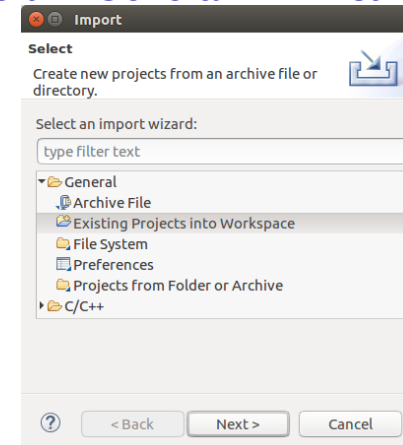 Import
Select
Create new projects from an archive file or
directory.
Select an import wizard:
type filter text
General
Archive File
Existing Projects into Workspace
File System
Preferences
Projects from Folder or Archive
C/C++
?
< Back
Next >
Cancel